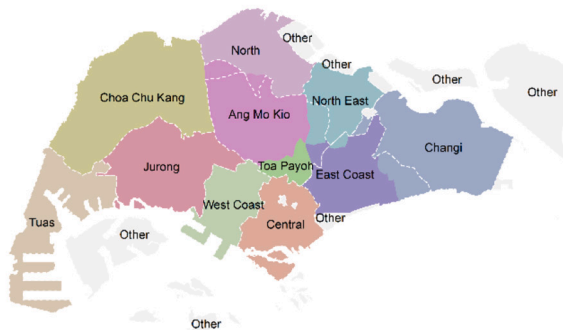 Other
North
Other
Other
Other
Choa Chu Kang
North East
Ang Mo Kio
Changi
Jurong
Toa Payoh
East Coast
West Coast
Tuas
Other
Central
Other
Other